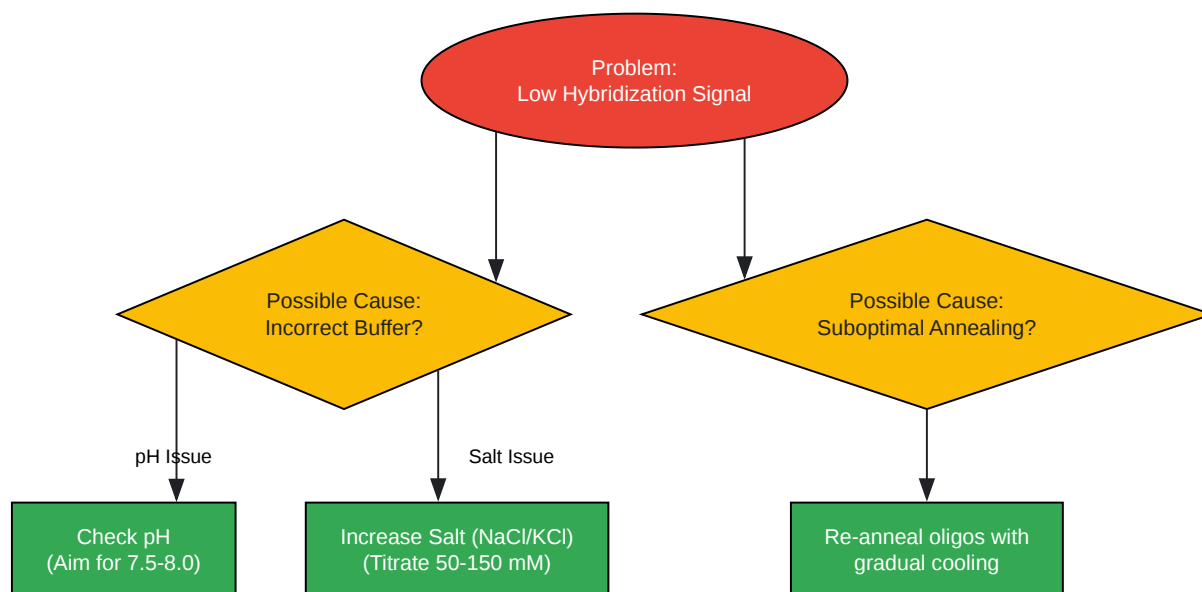 Problem:
Low Hybridization Signal
Possible Cause:
Incorrect Buffer?
Possible Cause:
Suboptimal Annealing?
pH Issue
Salt Issue
Check pH
(Aim for 7.5-8.0)
Increase Salt (NaCl/KCl)
(Titrate 50-150 mM)
Re-anneal oligos with
gradual cooling